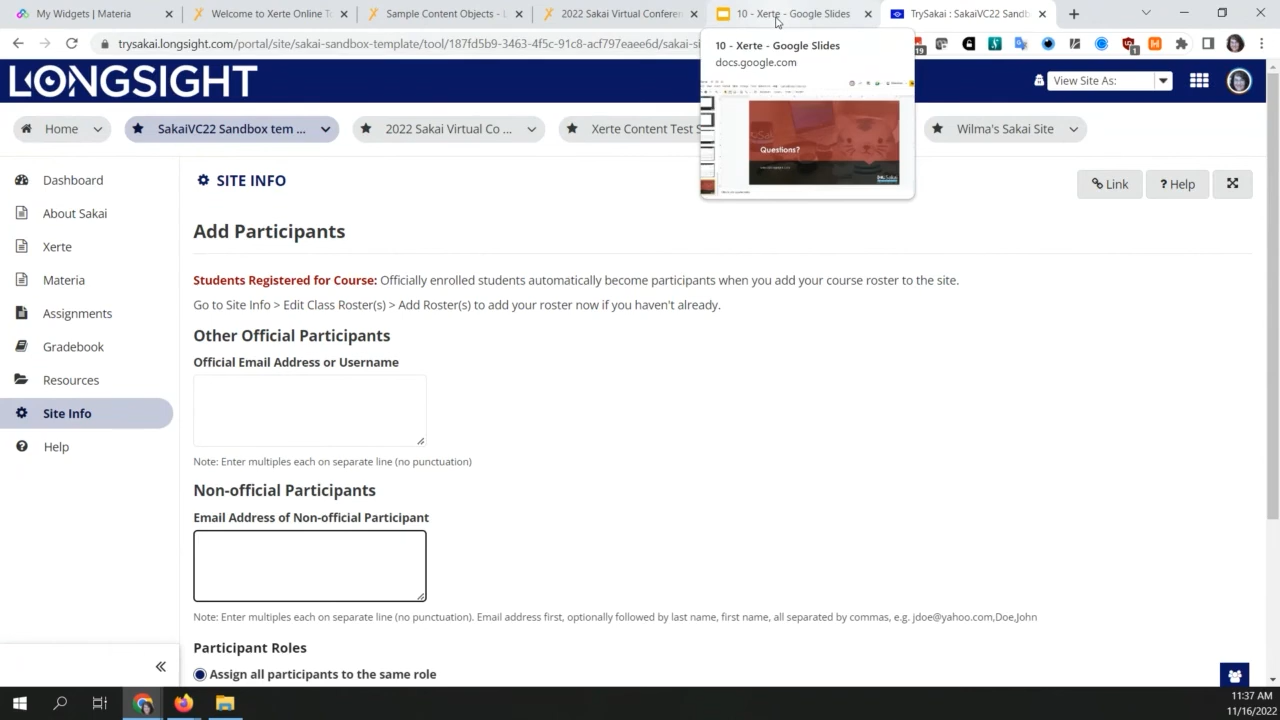 My Widgets | Materia
Welcome to Xerte Online To
Sample Content Objects - (
2022 Sakai Virtual Conferen
10 - Xerte - Google Slides
TrySakai : SakaiVC22 Sandb
trysakai.longsight.com/portal/site/sakai-sandbox-template/107fd6b9-3463-4f5c-91c8-acf797eaee9f/sakai-si
19
1
10 - Xerte - Google Slides
docs.google.com
Questions?
LONGSIGHT
View Site As:
Home
SakaiVC22 Sandbox ...
2022 Sakai Virtual Co ...
Xerte Content Test S
Wilma's Sakai Site
Dashboard
About Sakai
Xerte
Materia
Assignments
Gradebook
Resources
Site Info
Help
SITE INFO
Link
? Help
Add Participants
Students Registered for Course: Officially enrolled students automatically become participants when you add your course roster to the site.
Go to Site Info > Edit Class Roster(s) > Add Roster(s) to add your roster now if you haven't already.
Other Official Participants
Official Email Address or Username
Note: Enter multiples each on separate line (no punctuation)
Non-official Participants
Email Address of Non-official Participant
Note: Enter multiples each on separate line (no punctuation). Email address first, optionally followed by last name, first name, all separated by commas, e.g. jdoe@yahoo.com,Doe,John
Participant Roles
Assign all participants to the same role
11:37 AM
11/16/2022